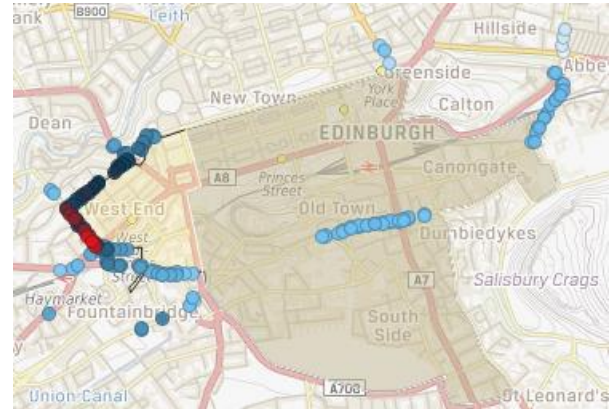 B900
Leith
Hillside
Greenside
Abbe
York
Place
New Town
Calton
Dean
EDINBURGH
A8
Princes
Street
Canongate
West End
Old Town
West
Dumbiedykes
Haymarket
A7
Salisbury Crags
Fountainbridge
South
Side
Union Canal
A700
St Leonard's